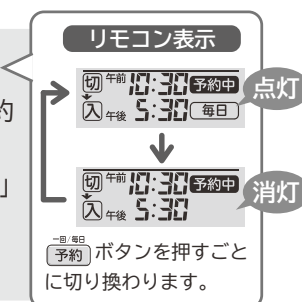 リモコン表示
切 午前 10:30 予約中
入 午後 5:30 毎日
点灯
切 午前 10:30 予約中
入 午後 5:30
消灯
約
」
一回/毎日
予約 ボタンを押すごと
に切り換わります。